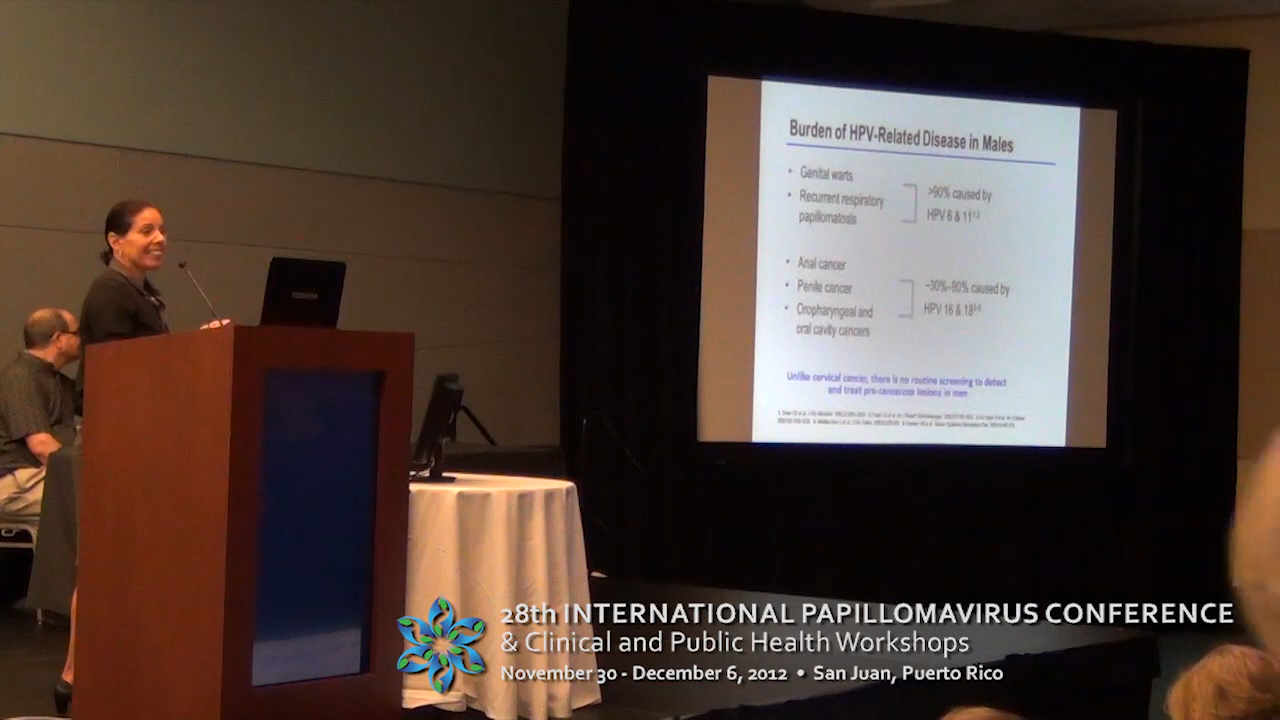 Burden of HPV-Related Disease in Males
• Genital warts
• Recurrent respiratory
papillomatosis
>90% caused by
HPV 6 & 11
• Anal cancer
• Penile cancer
• Oropharyngeal and
oral cavity cancers
~30%–90% caused by
HPV 16 & 18
Unlike cervical cancer, there is no routine screening to detect
and treat pre-cancerous lesions in men
TOSHIBA
28th INTERNATIONAL PAPILLOMAVIRUS CONFERENCE
& Clinical and Public Health Workshops
November 30 - December 6, 2012 • San Juan, Puerto Rico